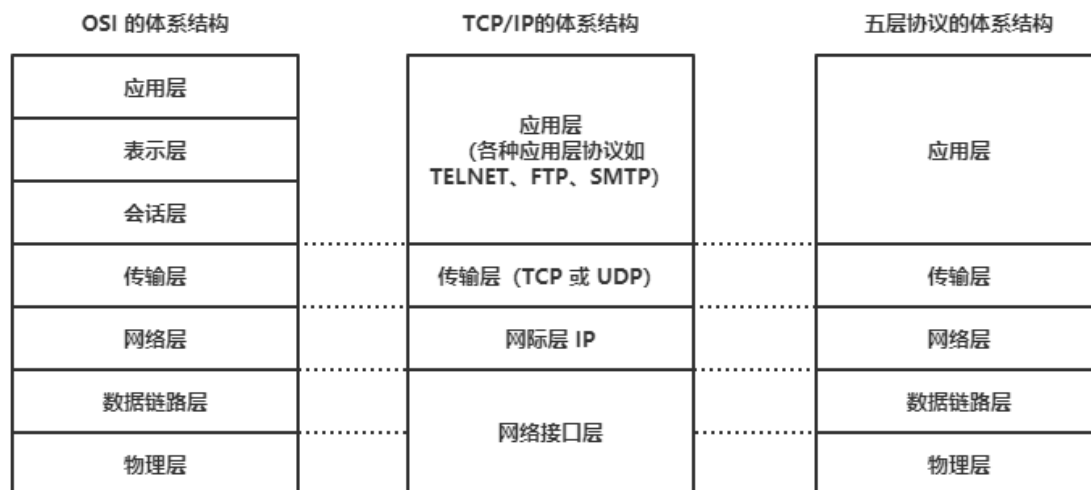 OSI 的体系结构
TCP/IP的体系结构
五层协议的体系结构
应用层
表示层
会话层
传输层
网络层
数据链路层
物理层
应用层
(各种应用层协议如
TELNET、FTP、SMTP)
传输层（TCP 或 UDP）
网际层 IP
网络接口层
应用层
传输层
网络层
数据链路层
物理层